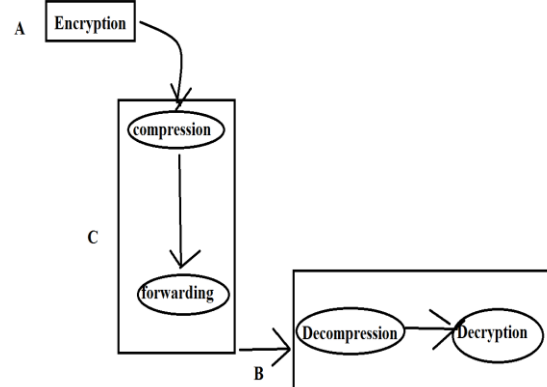 A
Encryption
compression
C
forwarding
Decompression
Decryption
B